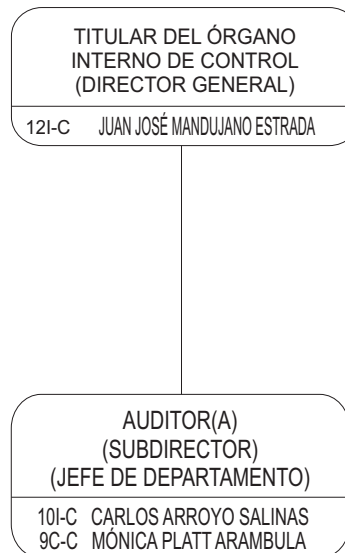 TITULAR DEL ÓRGANO
INTERNO DE CONTROL
(DIRECTOR GENERAL)
12I-C JUAN JOSÉ MANDUJANO ESTRADA
AUDITOR(A)
(SUBDIRECTOR)
(JEFE DE DEPARTAMENTO)
10I-C CARLOS ARROYO SALINAS
9C-C MÓNICA PLATT ARAMBULA